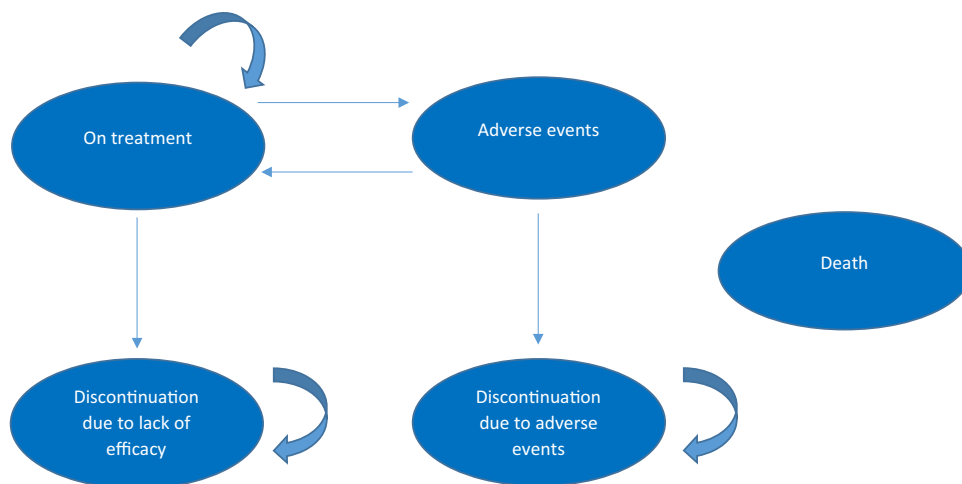 On treatment
Adverse events
Death
Discontinuation
due to lack of
efficacy
Discontinuation
due to adverse
events